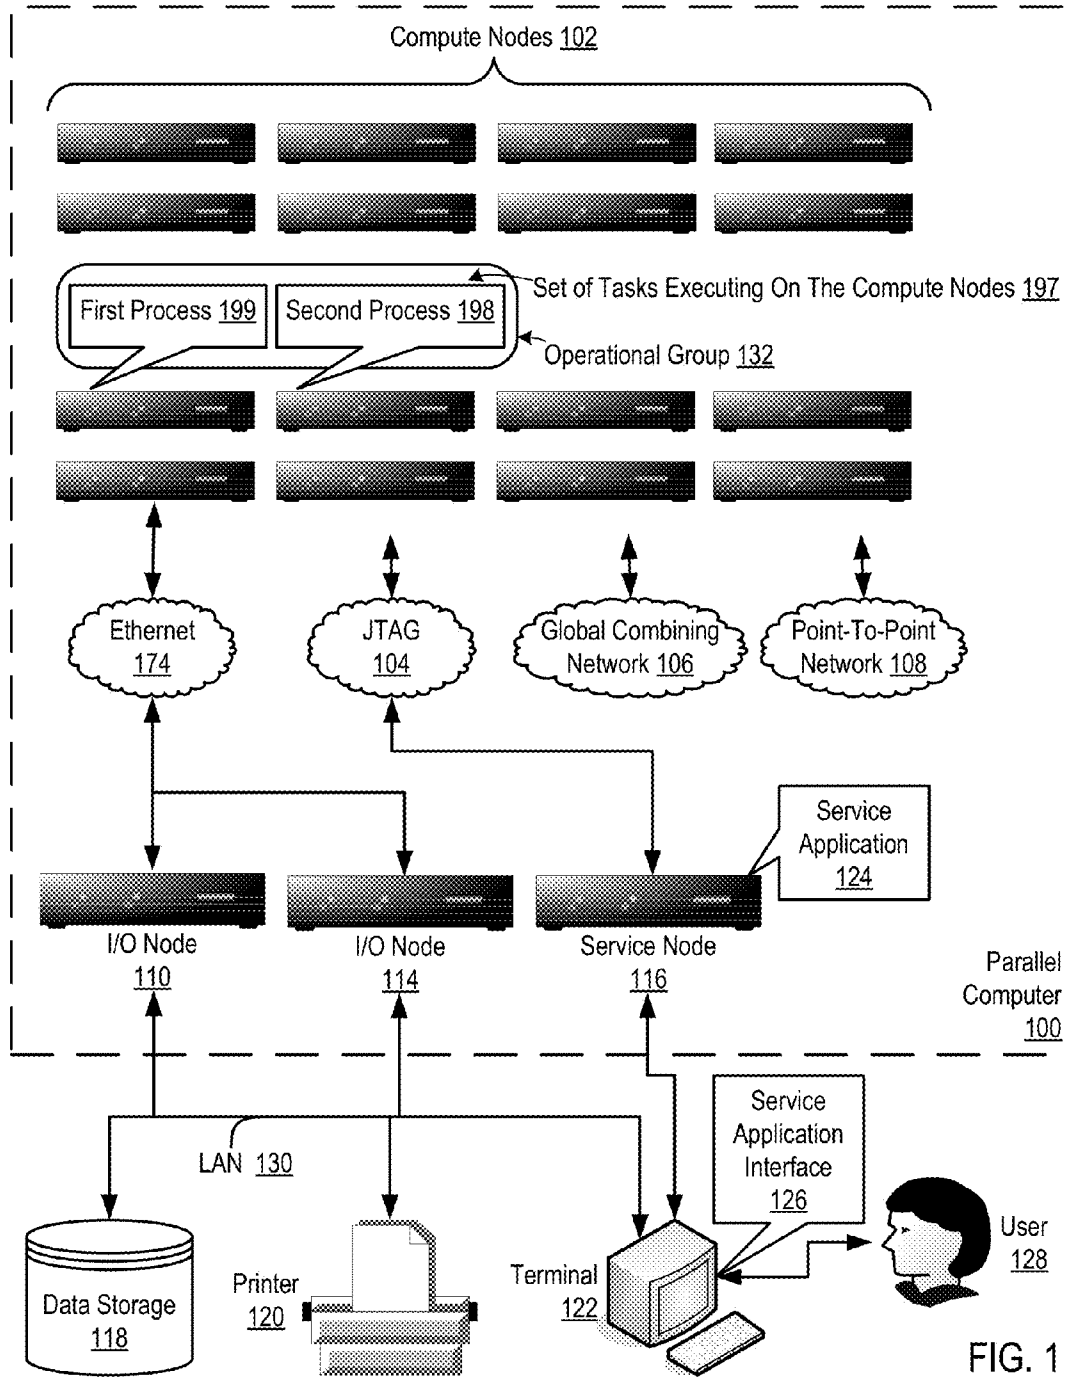 Compute Nodes 102
Set of Tasks Executing On The Compute Nodes 197
First Process 199
Second Process 198
Operational Group 132
Ethernet
174
JTAG
104
Global Combining
Network 106
Point-To-Point
Network 108
Service
Application
124
I/O Node
110
I/O Node
114
Service Node
116
Parallel
Computer
100
Service
Application
Interface
126
LAN 130
User
128
Data Storage
118
Printer
120
Terminal
122
FIG. 1